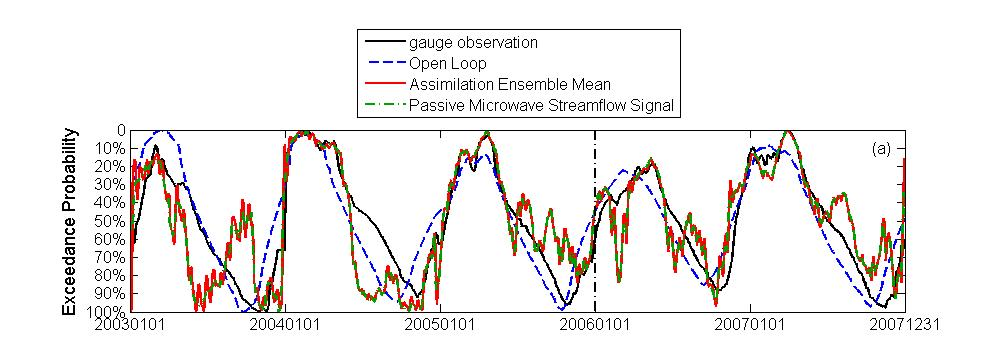 gauge observation
Open Loop
Assimilation Ensemble Mean
Passive Microwave Streamflow Signal
Exceedance Probability
(a)
0
10%
20%
30%
40%
50%
60%
70%
80%
90%
100%
20030101
20040101
20050101
20060101
20070101
20071231